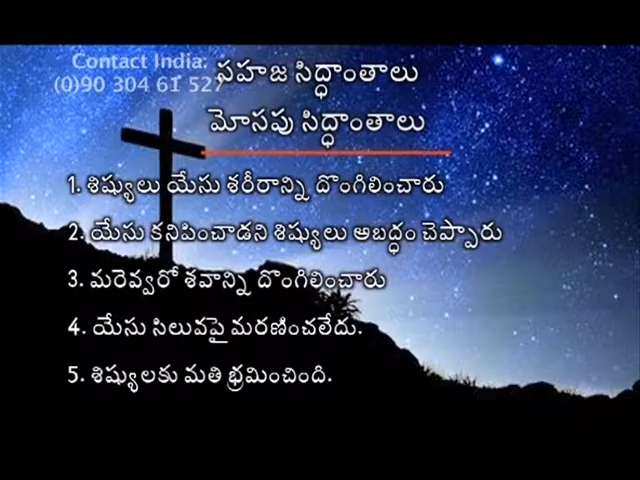 Contact India:
(0)90 304 61 527
సహజ సిద్ధాంతాలు
మోసపు సిద్ధాంతాలు
1. శిష్యులు యేసు శరీరాన్ని దొంగిలించారు
2. యేసు కనిపించాడని శిష్యులు అబద్ధం చెప్పారు
3. మరెవ్వరో శవాన్ని దొంగిలించారు
4. యేసు సిలువపై మరణించలేదు.
5. శిష్యులకు మతి భ్రమించింది.